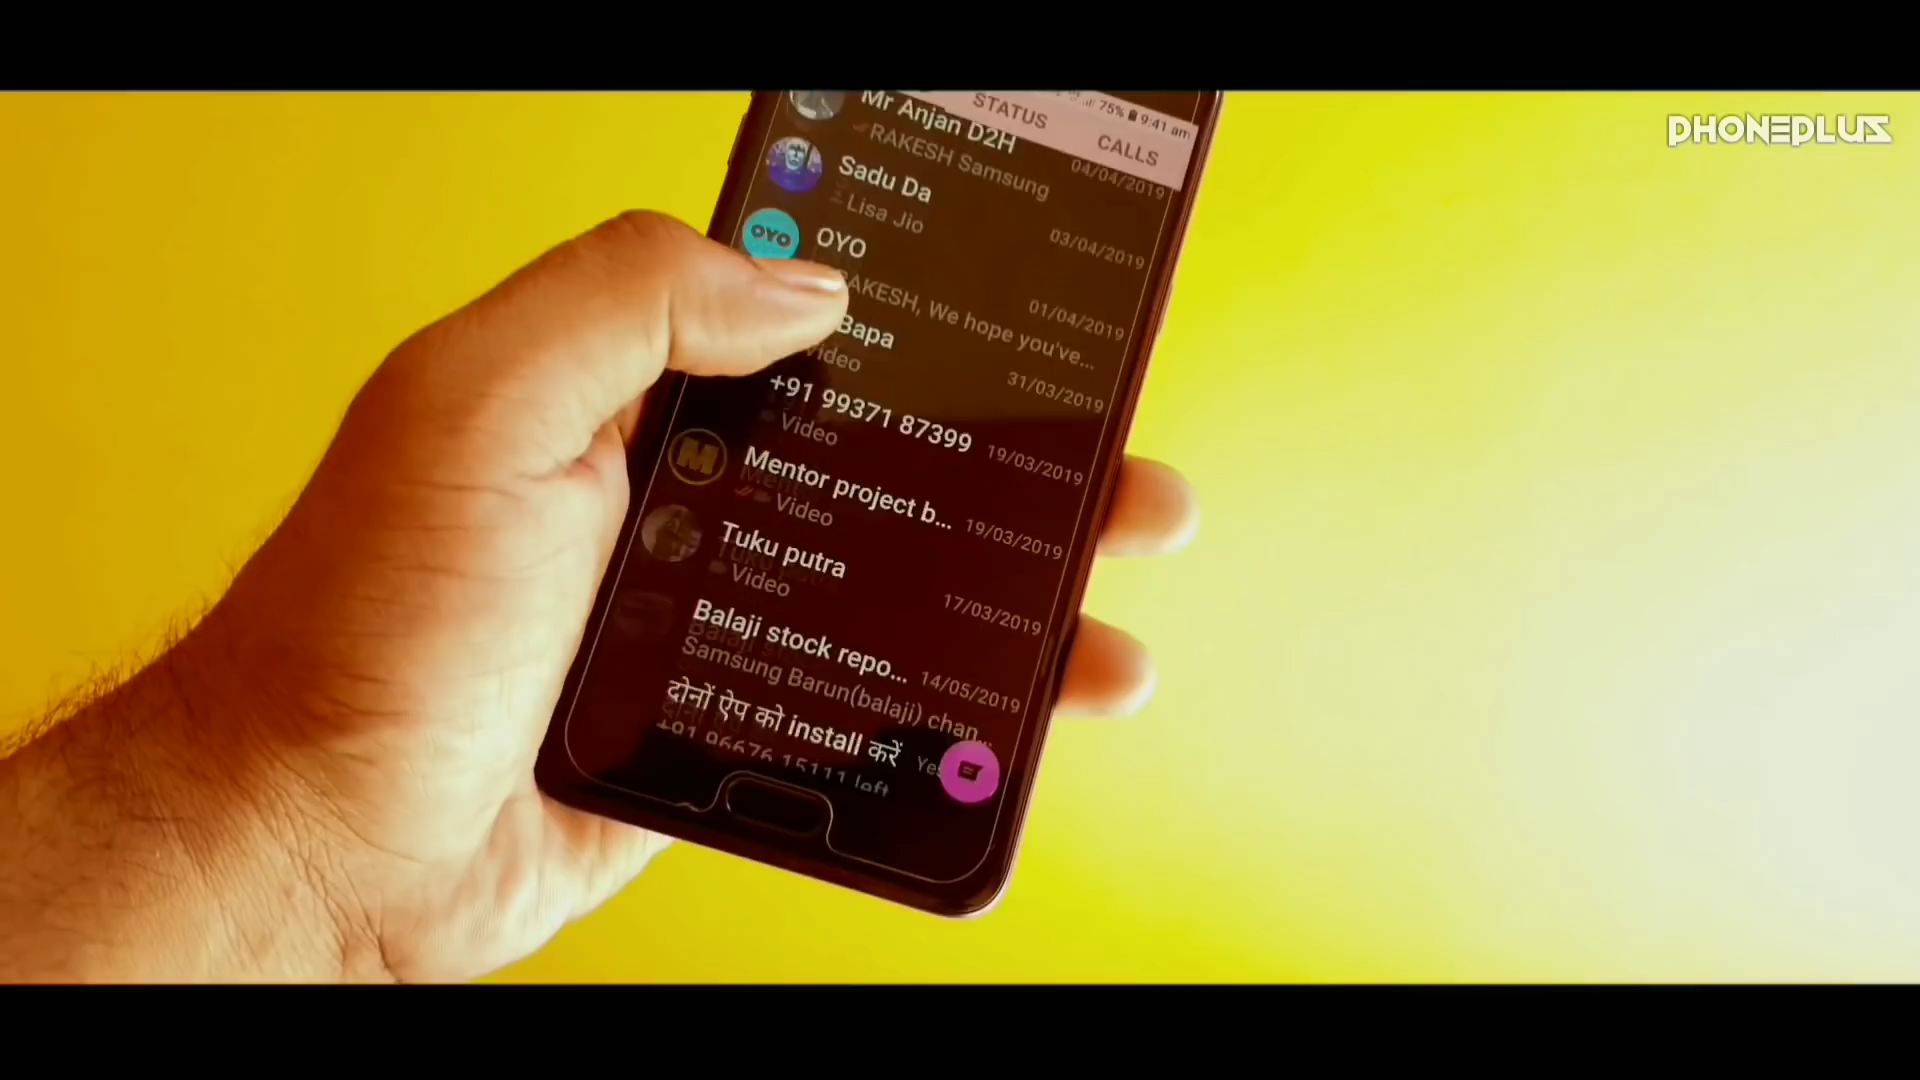 PHONEPLUS
75% 9:41 am
STATUS CALLS
Mr Anjan D2H
RAKESH Samsung 04/04/2019
Sadu Da
Lisa Jio 03/04/2019
OYO
OYO
RAKESH, We hope you've... 01/04/2019
Bapa
Video 31/03/2019
+91 99371 87399
Video 19/03/2019
M
Mentor project b...
Video 19/03/2019
Tuku putra
Video 17/03/2019
Balaji stock repo... 14/05/2019
Samsung Barun(balaji) chan...
दोनों ऐप को install करें
+91 96676 15111 left